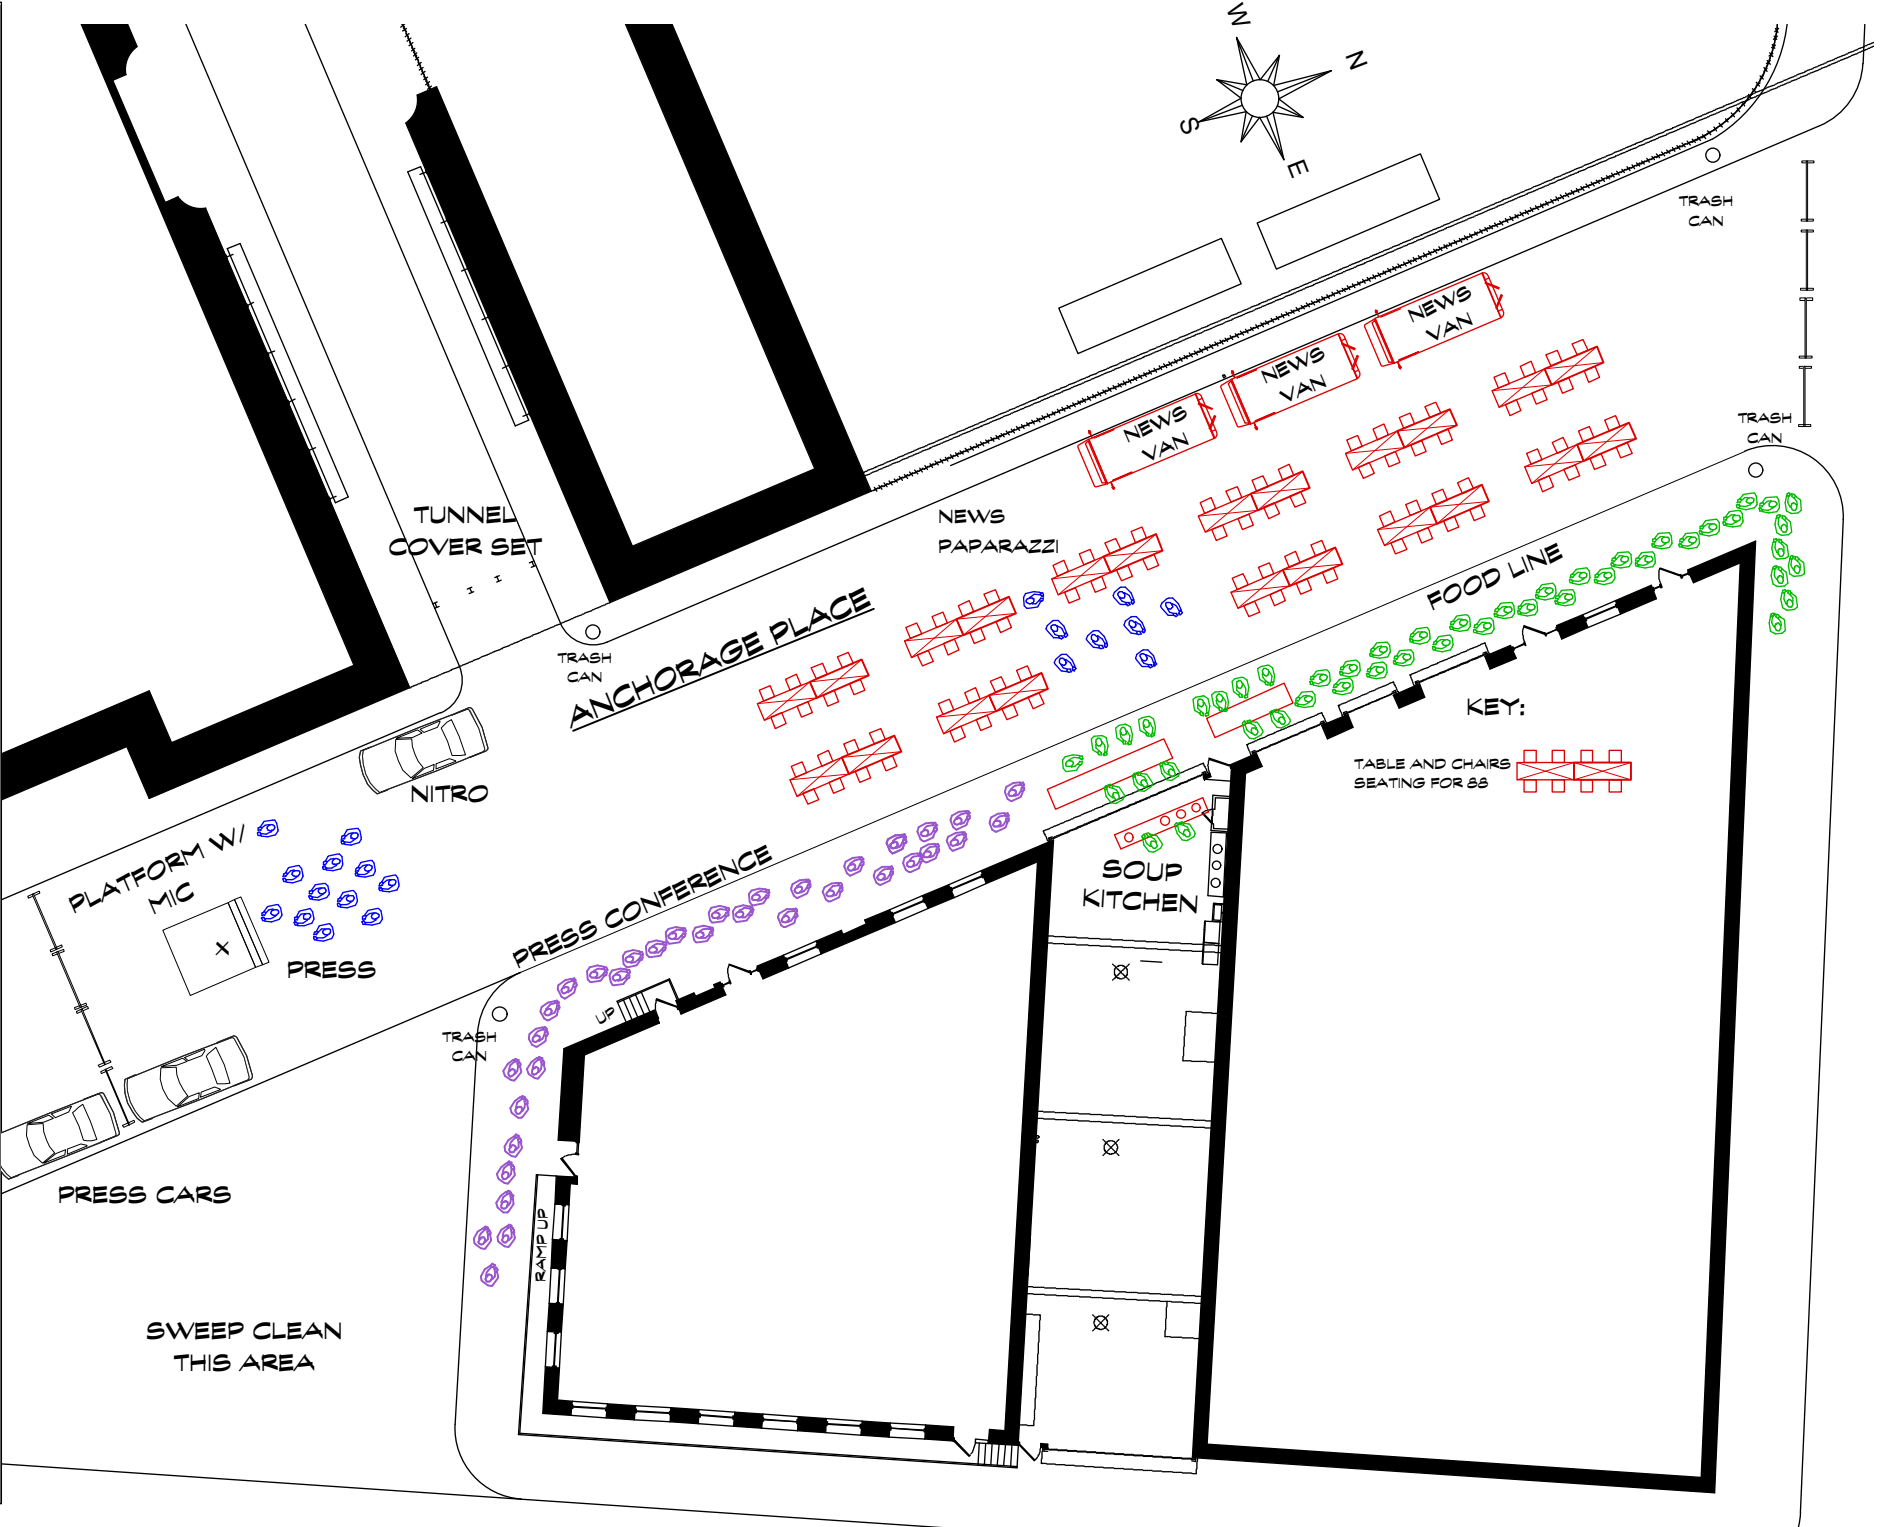 W
N
S
E
TRASH
CAN
NEWS
VAN
NEWS
VAN
NEWS
VAN
TRASH
CAN
TUNNEL
COVER SET
NEWS
PAPARAZZI
FOOD LINE
ANCHORAGE PLACE
TRASH
CAN
KEY:
TABLE AND CHAIRS
SEATING FOR 88
NITRO
PLATFORM W/
MIC
PRESS
PRESS CONFERENCE
SOUP
KITCHEN
UP
TRASH
CAN
PRESS CARS
RAMP UP
SWEEP CLEAN
THIS AREA